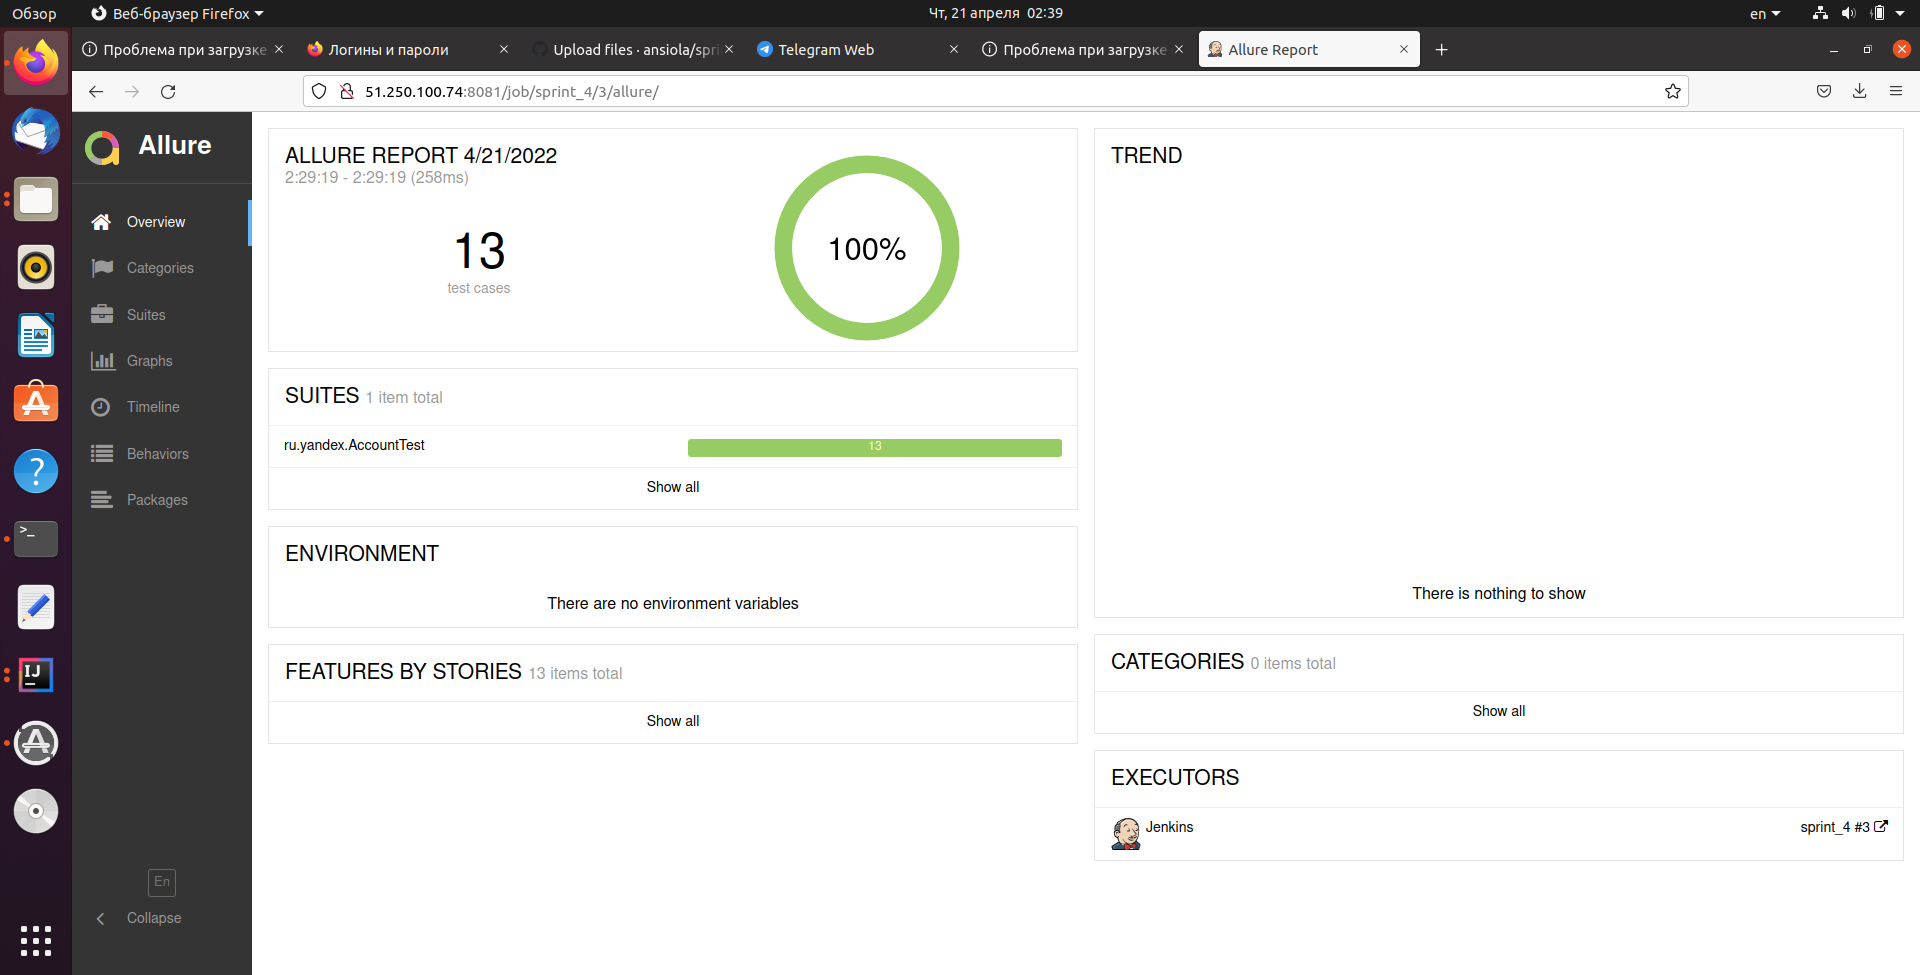 Обзор
Веб-браузер Firefox
Чт, 21 апреля 02:39
en
Проблема при загрузке
Логины и пароли
Upload files · ansiola/spri
Telegram Web
Проблема при загрузке
Allure Report
51.250.100.74:8081/job/sprint_4/3/allure/
Allure
Overview
Categories
Suites
Graphs
Timeline
Behaviors
Packages
En
Collapse
ALLURE REPORT 4/21/2022
2:29:19 - 2:29:19 (258ms)
13
test cases
100%
SUITES 1 item total
ru.yandex.AccountTest
13
Show all
ENVIRONMENT
There are no environment variables
FEATURES BY STORIES 13 items total
Show all
TREND
There is nothing to show
CATEGORIES 0 items total
Show all
EXECUTORS
Jenkins
sprint_4 #3